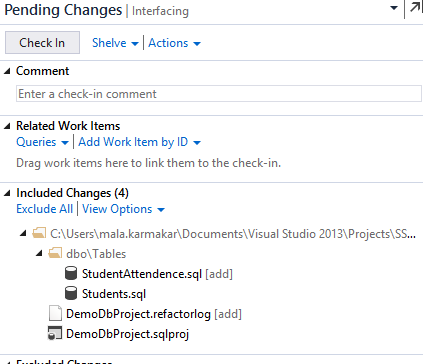 Pending Changes | Interfacing
Check In Shelve Actions
Comment
Enter a check-in comment
Related Work Items
Queries | Add Work Item by ID
Drag work items here to link them to the check-in.
Included Changes (4)
Exclude All | View Options
C:\Users\mala.karmakar\Documents\Visual Studio 2013\Projects\SS...
dbo\Tables
StudentAttendence.sql [add]
Students.sql
DemoDbProject.refactorlog [add]
DemoDbProject.sqlproj
Excluded Changes